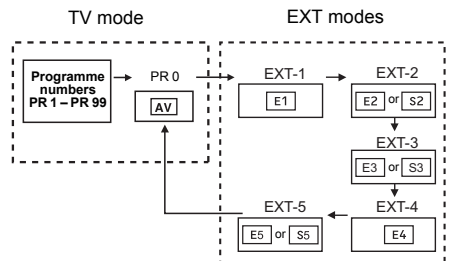 TV mode
EXT modes
Programme
numbers
PR 1 – PR 99
PR 0
AV
EXT-1
E1
EXT-2
E2 or S2
EXT-3
E3 or S3
EXT-4
E4
EXT-5
E5 or S5